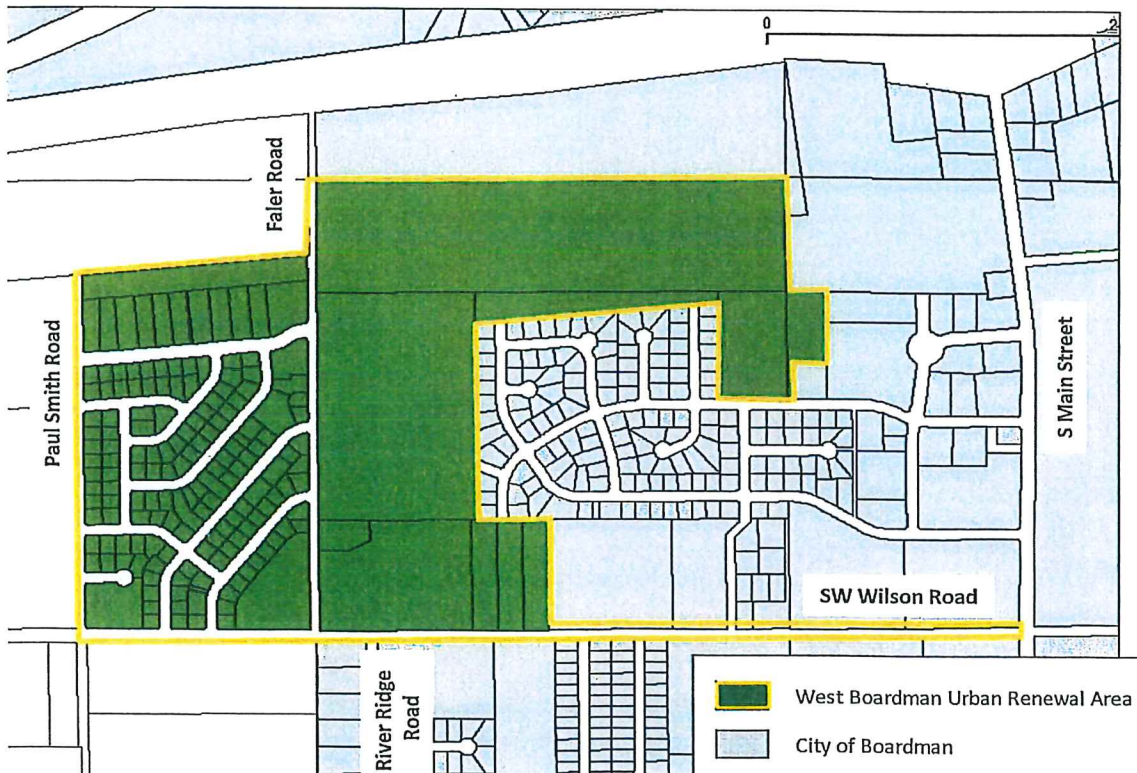 0
.2
Faler Road
Paul Smith Road
S Main Street
SW Wilson Road
River Ridge
Road
West Boardman Urban Renewal Area
City of Boardman